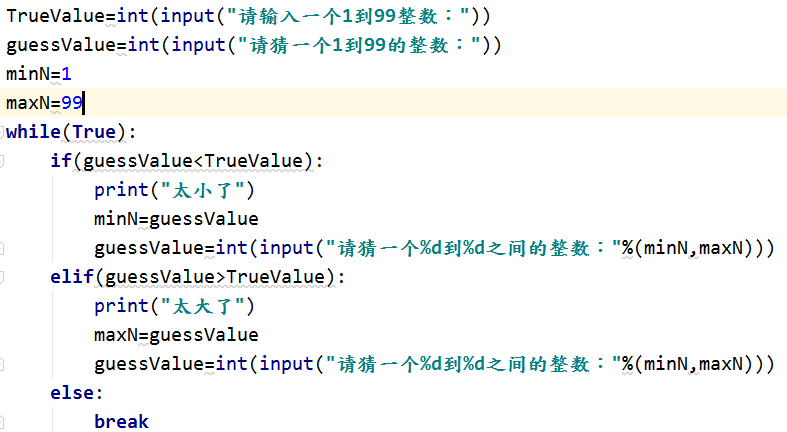 TrueValue=int(input("请输入一个1到99整数："))
guessValue=int(input("请猜一个1到99的整数："))
minN=1
maxN=99
while(True):
    if(guessValue<TrueValue):
        print("太小了")
        minN=guessValue
        guessValue=int(input("请猜一个%d到%d之间的整数："%(minN,maxN)))
    elif(guessValue>TrueValue):
        print("太大了")
        maxN=guessValue
        guessValue=int(input("请猜一个%d到%d之间的整数："%(minN,maxN)))
    else:
        break